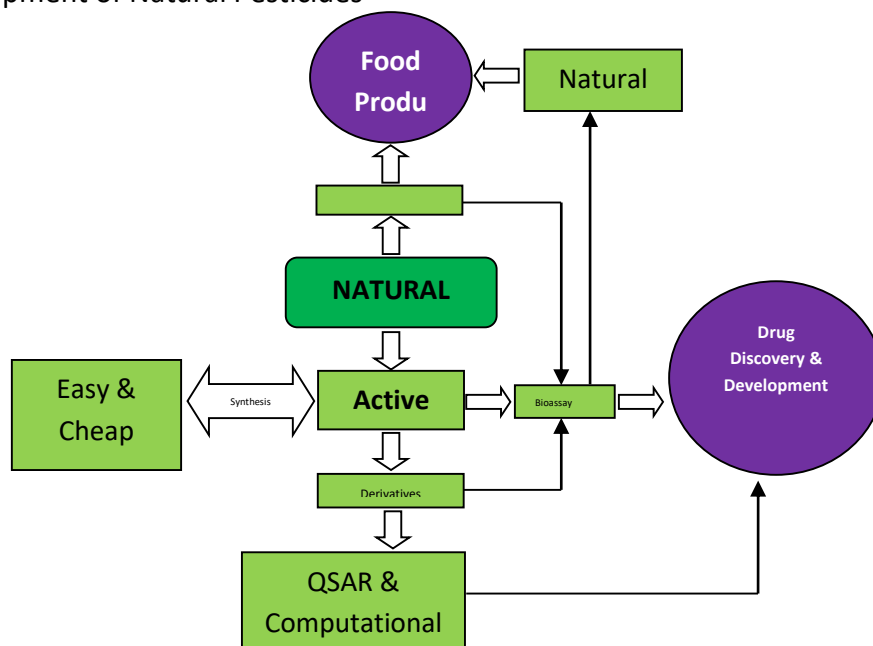 pment of Natural Pesticides
Food
Produ
Natural
NATURAL
Drug
Discovery &
Development
Easy &
Cheap
Synthesis
Active
Bioassay
Derivatives
QSAR &
Computational